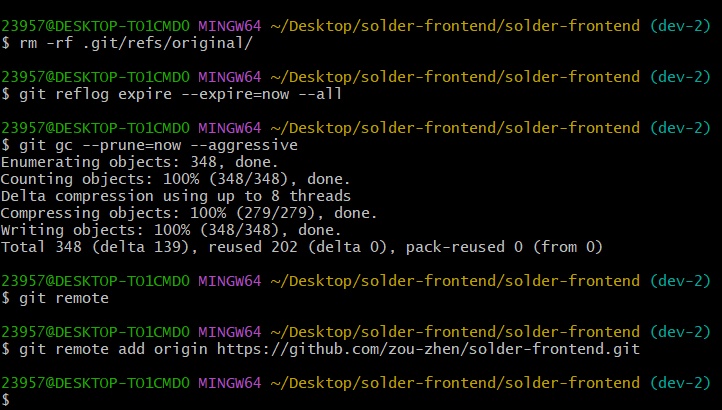 23957@DESKTOP-TO1CMD0 MINGW64 ~/Desktop/solder-frontend/solder-frontend (dev-2)
$ rm -rf .git/refs/original/
23957@DESKTOP-TO1CMD0 MINGW64 ~/Desktop/solder-frontend/solder-frontend (dev-2)
$ git reflog expire --expire=now --all
23957@DESKTOP-TO1CMD0 MINGW64 ~/Desktop/solder-frontend/solder-frontend (dev-2)
$ git gc --prune=now --aggressive
Enumerating objects: 348, done.
Counting objects: 100% (348/348), done.
Delta compression using up to 8 threads
Compressing objects: 100% (279/279), done.
Writing objects: 100% (348/348), done.
Total 348 (delta 139), reused 202 (delta 0), pack-reused 0 (from 0)
23957@DESKTOP-TO1CMD0 MINGW64 ~/Desktop/solder-frontend/solder-frontend (dev-2)
$ git remote
23957@DESKTOP-TO1CMD0 MINGW64 ~/Desktop/solder-frontend/solder-frontend (dev-2)
$ git remote add origin https://github.com/zou-zhen/solder-frontend.git
23957@DESKTOP-TO1CMD0 MINGW64 ~/Desktop/solder-frontend/solder-frontend (dev-2)
$